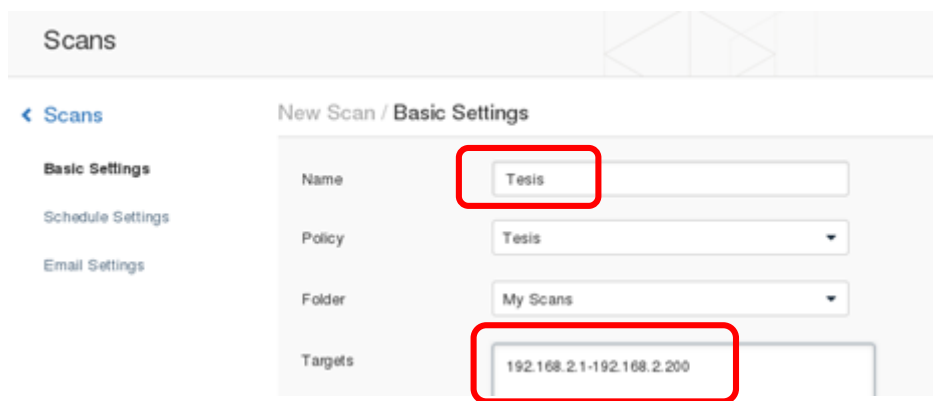 Scans
Scans
New Scan / Basic Settings
Basic Settings
Schedule Settings
Email Settings
Name
Tesis
Policy
Tesis
Folder
My Scans
Targets
192.168.2.1-192.168.2.200